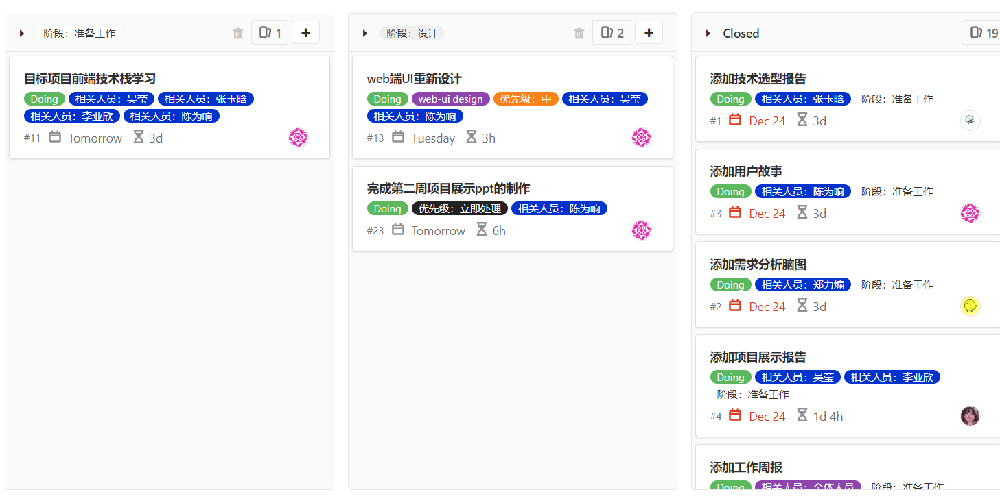 阶段：准备工作 1
目标项目前端技术栈学习
Doing 相关人员：吴莹 相关人员：张玉晗
相关人员：李亚欣 相关人员：陈为响
#11 Tomorrow 3d
阶段：设计 2
web端UI重新设计
Doing web-ui design 优先级：中 相关人员：吴莹
相关人员：陈为响
#13 Tuesday 3h
完成第二周项目展示ppt的制作
Doing 优先级：立即处理 相关人员：陈为响
#23 Tomorrow 6h
Closed 19
添加技术选型报告
Doing 相关人员：张玉晗 阶段：准备工作
#1 Dec 24 3d
添加用户故事
Doing 相关人员：陈为响 阶段：准备工作
#3 Dec 24 3d
添加需求分析脑图
Doing 相关人员：郑力煽 阶段：准备工作
#2 Dec 24 3d
添加项目展示报告
Doing 相关人员：吴莹 相关人员：李亚欣
阶段：准备工作
#4 Dec 24 1d 4h
添加工作周报
Doing 相关人员：全体人员 阶段：准备工作